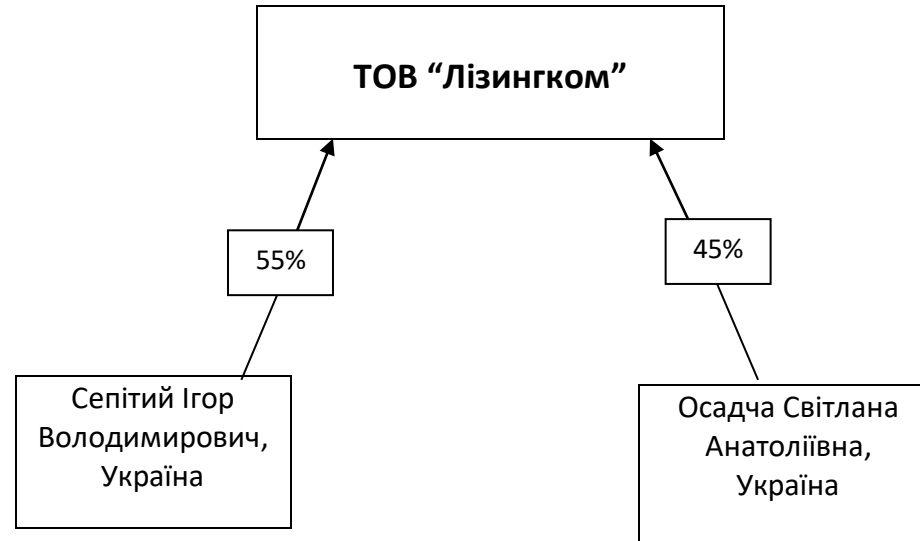 ТОВ “Лізингком”
55%
45%
Сепітий Ігор
Володимирович,
Україна
Осадча Світлана
Анатоліївна,
Україна